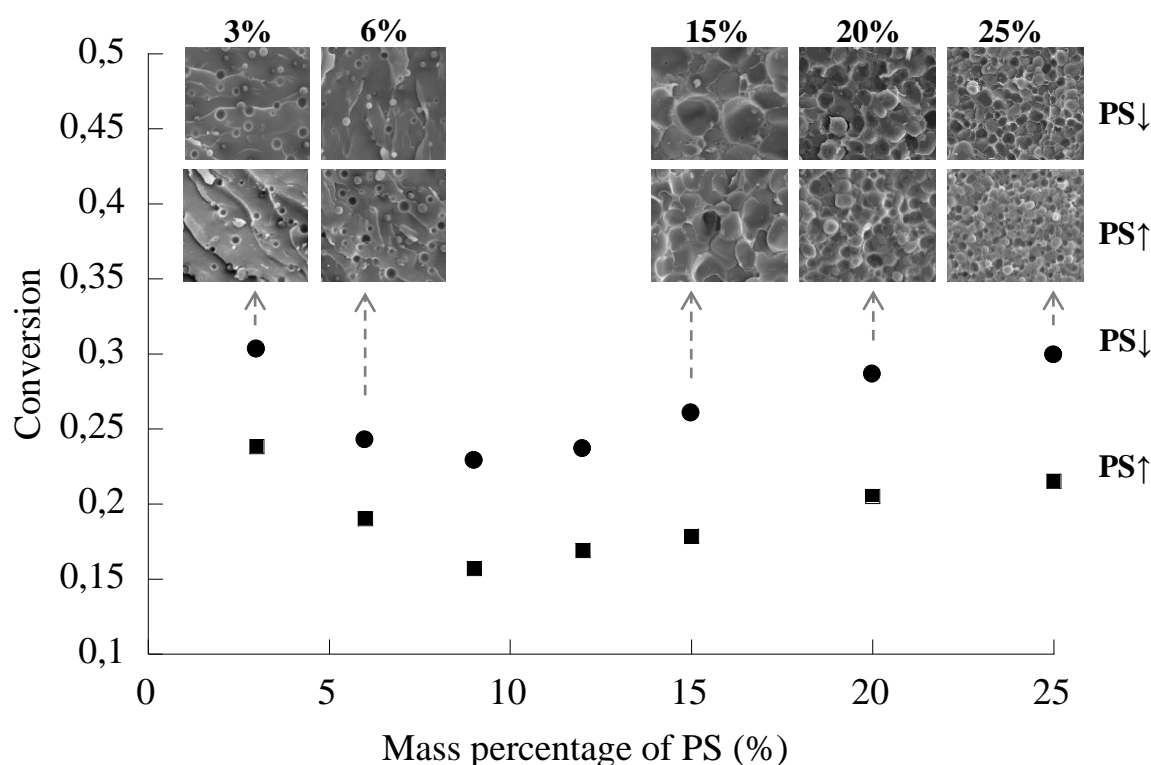 3% 6% 15% 20% 25%
0,5
0,45
PS↓
0,4
PS↑
0,35
0,3
PS↓
0,25
PS↑
0,2
0,15
0,1
Conversion
0 5 10 15 20 25
Mass percentage of PS (%)